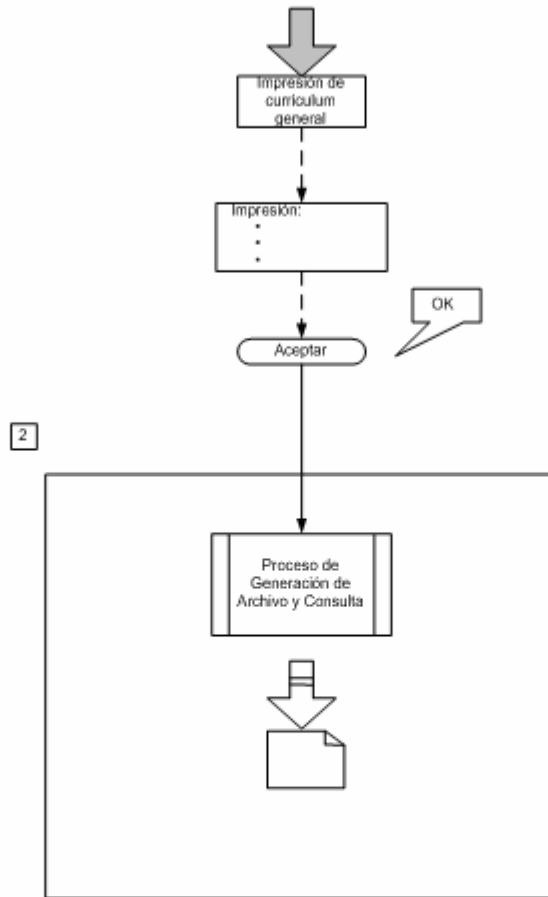 Impresión de
curriculum
general
Impresión:
•
•
•
OK
Aceptar
2
Proceso de
Generación de
Archivo y Consulta